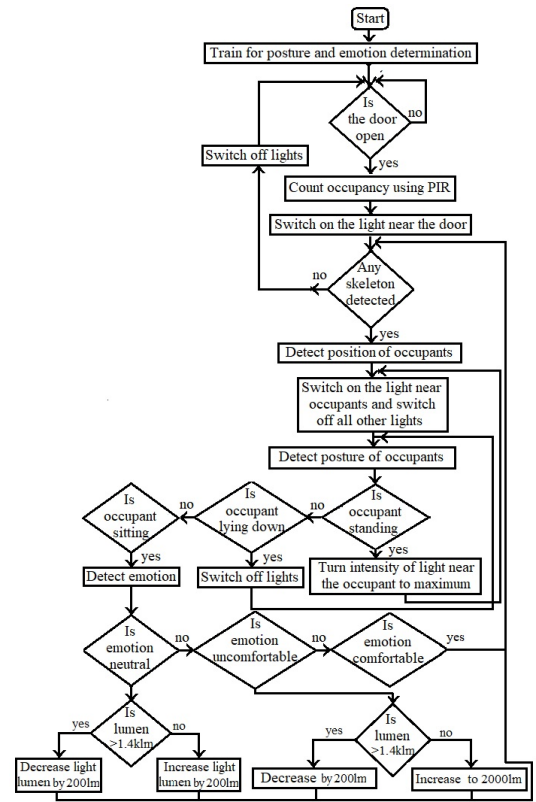 Start
Train for posture and emotion determination
Is
the door
open
no
yes
Switch off lights
Count occupancy using PIR
Switch on the light near the door
Any
skeleton
detected
no
yes
Detect position of occupants
Switch on the light near
occupants and switch
off all other lights
Detect posture of occupants
Is
occupant
sitting
no
Is
occupant
lying down
no
Is
occupant
standing
yes
yes
yes
Detect emotion
Switch off lights
Turn intensity of light near
the occupant to maximum
Is
emotion
neutral
no
Is
emotion
uncomfortable
no
Is
emotion
comfortable
yes
Is
lumen
>1.4klm
yes
no
Is
lumen
>1.4klm
yes
no
Decrease light
lumen by 200lm
Increase light
lumen by 200lm
Decrease by 200lm
Increase to 2000lm